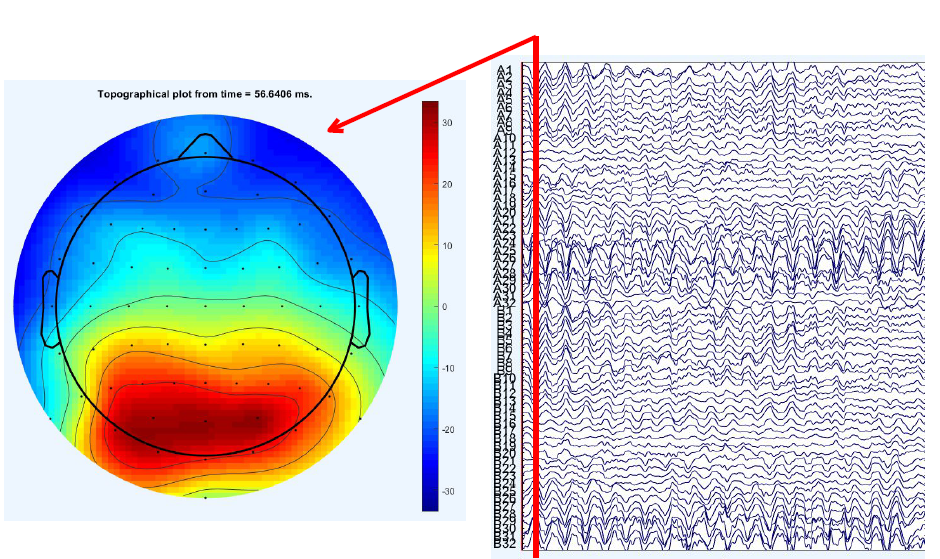 Topographical plot from time = 56.6406 ms.
30
20
10
0
-10
-20
-30
A1
A2
A3
A4
A5
A6
A7
A8
A9
A10
A12
A13
A14
A15
A16
A17
A18
A19
A20
A21
A22
A23
A24
A25
A26
A27
A28
A29
A30
A31
A32
B1
B2
B3
B4
B5
B6
B7
B8
B10
B11
B12
B13
B14
B15
B16
B17
B18
B19
B20
B21
B22
B23
B24
B25
B26
B27
B28
B29
B30
B31
B32